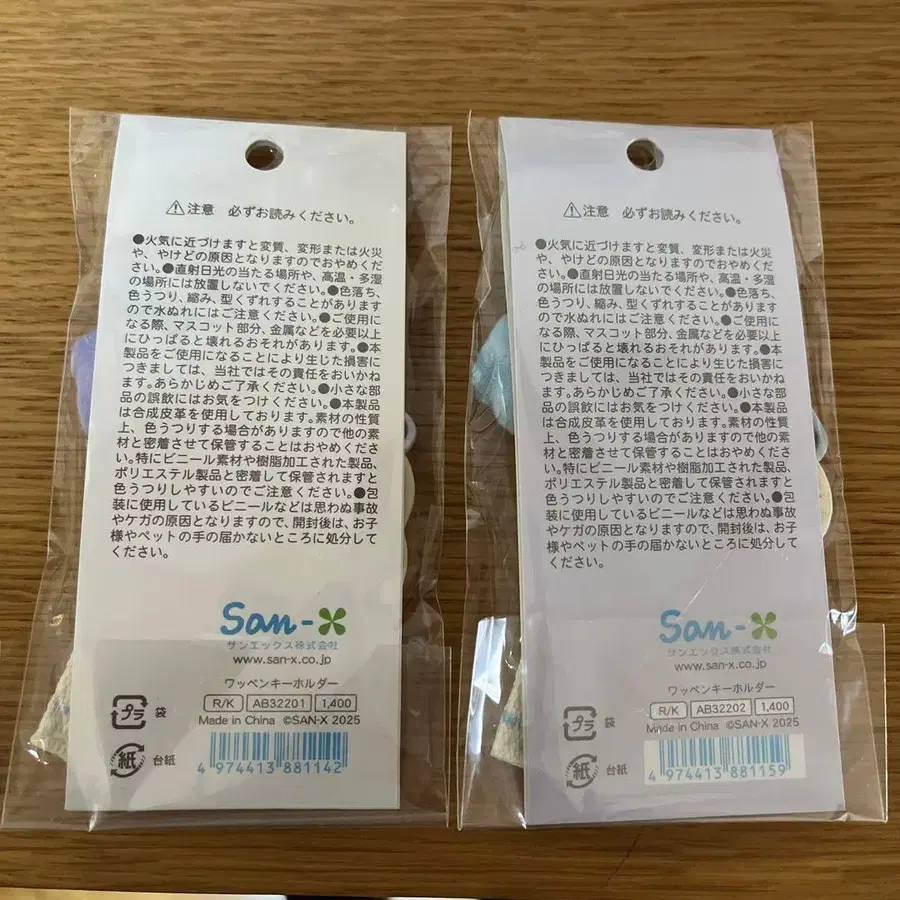 ⚠注意 必ずお読みください。
●火気に近づけますと変質、変形または火災
や、やけどの原因となりますのでおやめくだ
さい。●直射日光の当たる場所や、高温・多湿
の場所には放置しないでください。●色落ち、
色うつり、縮み、型くずれすることがあります
ので水ぬれにはご注意ください。●ご使用に
なる際、マスコット部分、金属などを必要以上
にひっぱると壊れるおそれがあります。●本
製品をご使用になることにより生じた損害に
つきましては、当社ではその責任をおいかね
ます。あらかじめご了承ください。●小さな部
品の誤飲にはお気をつけください。●本製品
は合成皮革を使用しております。素材の性質
上、色うつりする場合がありますので他の素
材と密着させて保管することはおやめくださ
い。特にビニール素材や樹脂加工された製品、
ポリエステル製品と密着して保管されますと
色うつりしやすいのでご注意ください。●包
装に使用しているビニールなどは思わぬ事故
やケガの原因となりますので、開封後は、お子
様やペットの手の届かないところに処分して
ください。
San-X
サンエックス株式会社
www.san-x.co.jp
ワッペンキーホルダー
R/K AB32201 1,400
Made in China ©SAN-X 2025
プラ 袋
紙 台紙
4 974413 881142
⚠注意 必ずお読みください。
●火気に近づけますと変質、変形または火災
や、やけどの原因となりますのでおやめくだ
さい。●直射日光の当たる場所や、高温・多湿
の場所には放置しないでください。●色落ち、
色うつり、縮み、型くずれすることがあります
ので水ぬれにはご注意ください。●ご使用に
なる際、マスコット部分、金属などを必要以上
にひっぱると壊れるおそれがあります。●本
製品をご使用になることにより生じた損害に
つきましては、当社ではその責任をおいかね
ます。あらかじめご了承ください。●小さな部
品の誤飲にはお気をつけください。●本製品
は合成皮革を使用しております。素材の性質
上、色うつりする場合がありますので他の素
材と密着させて保管することはおやめくださ
い。特にビニール素材や樹脂加工された製品、
ポリエステル製品と密着して保管されますと
色うつりしやすいのでご注意ください。●包
装に使用しているビニールなどは思わぬ事故
やケガの原因となりますので、開封後は、お子
様やペットの手の届かないところに処分して
ください。
San-X
サンエックス株式会社
www.san-x.co.jp
ワッペンキーホルダー
R/K AB32202 1,400
Made in China ©SAN-X 2025
プラ 袋
紙 台紙
4 974413 881159